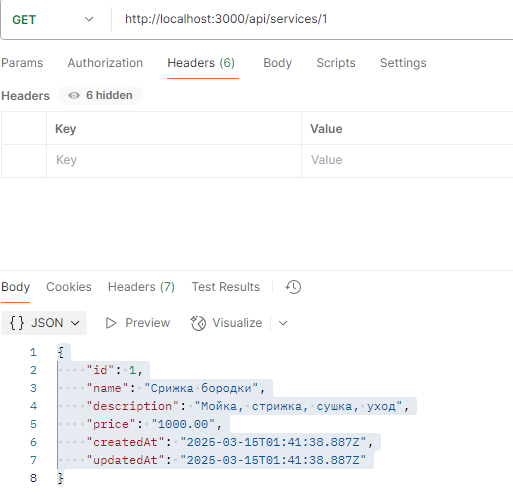 GET http://localhost:3000/api/services/1
Params Authorization Headers (6) Body Scripts Settings
Headers 6 hidden
Key Value
Key Value
Body Cookies Headers (7) Test Results
{} JSON Preview Visualize
1 {
2 "id": 1,
3 "name": "Срижка бородки",
4 "description": "Мойка, стрижка, сушка, уход",
5 "price": "1000.00",
6 "createdAt": "2025-03-15T01:41:38.887Z",
7 "updatedAt": "2025-03-15T01:41:38.887Z"
8 }